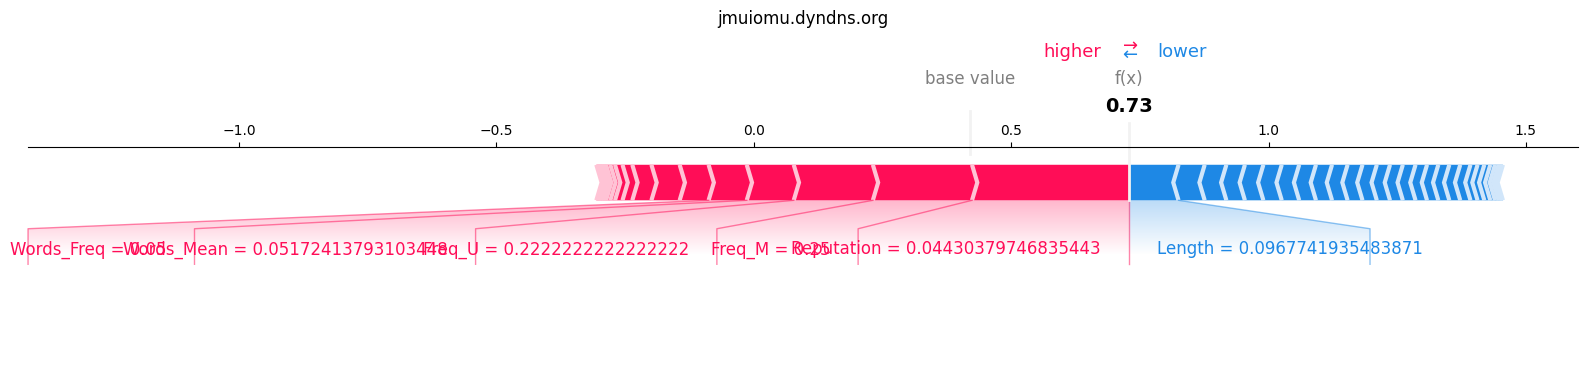 jmuiomu.dyndns.org
higher ⇄ lower
base value f(x)
0.73
−1.0 −0.5 0.0 0.5 1.0 1.5
Words_Freq = 0.05 Words_Mean = 0.05172413793103448 Freq_U = 0.2222222222222222 Freq_M = 0.25 Reputation = 0.04430379746835443 Length = 0.0967741935483871